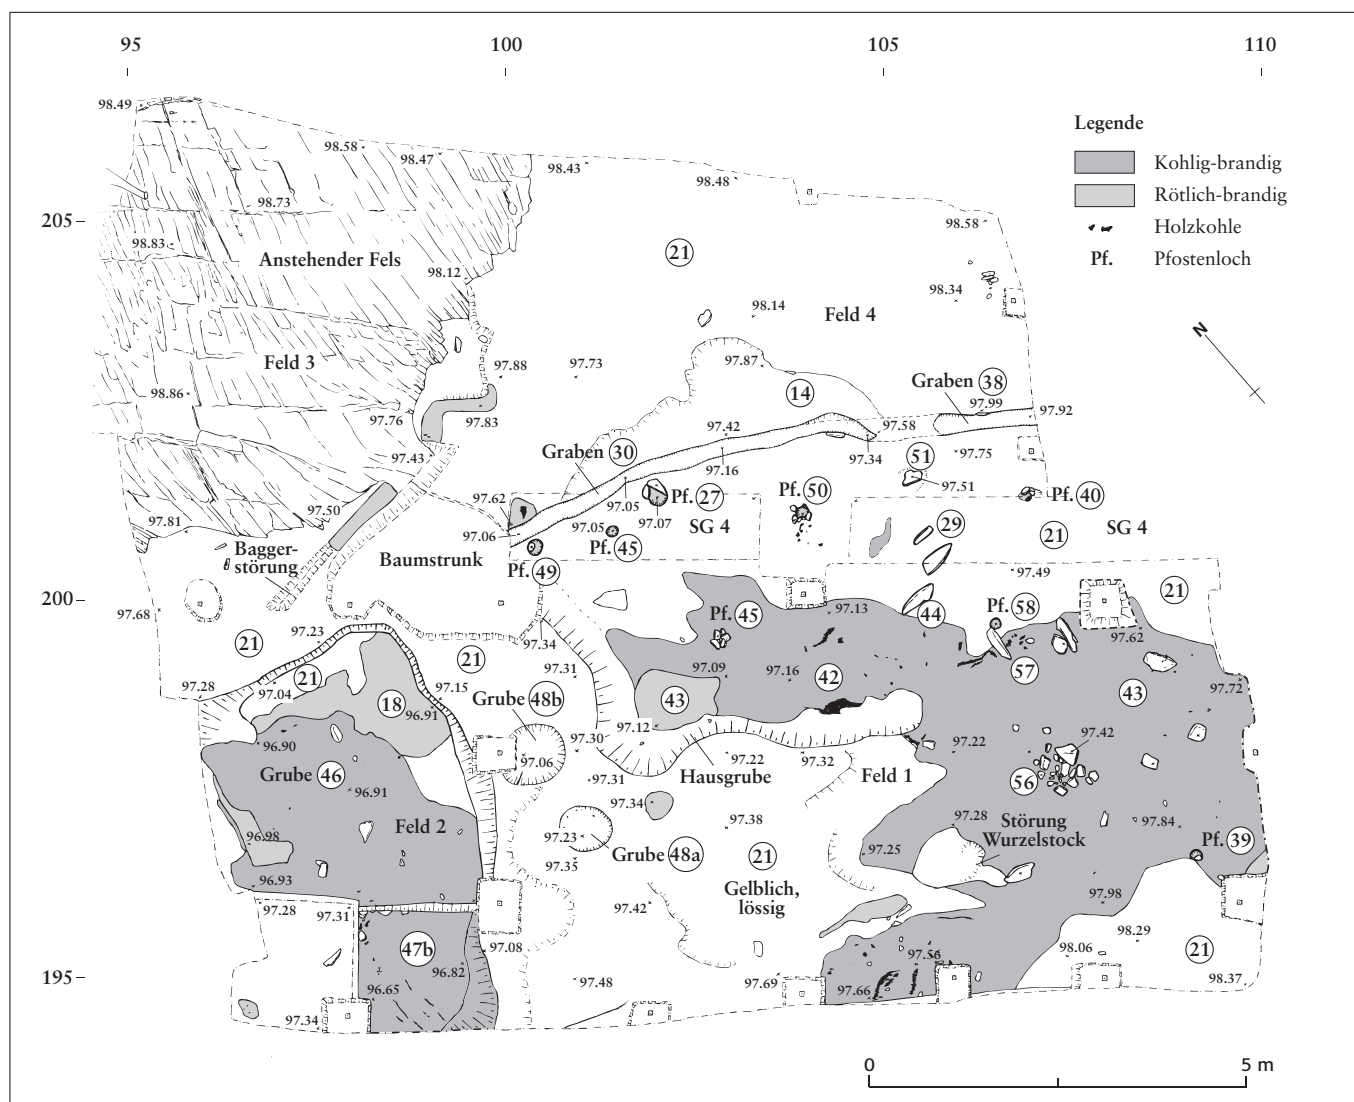 95 100 105 110
98.49
98.58
98.47
98.43
98.48
Legende
Kohlig-brandig
Rötlich-brandig
Holzkohle
Pf. Pfostenloch
205
98.73
98.58
98.83
Anstehender Fels
21
98.12
98.34
98.14
Feld 4
N
Feld 3
97.88
97.73
97.87
98.86
14
Graben 38
97.99
97.92
97.76
97.83
97.42
97.58
97.43
Graben 30
97.16
97.34
51
97.75
97.50
97.62
97.05
Pf. 27
Pf. 50
97.51
Pf. 40
97.81
97.06
97.05
97.07
SG 4
29
21
SG 4
Bagger-
störung
Baumstrunk
Pf. 45
Pf. 49
97.49
200
97.68
97.23
97.34
Pf. 45
97.13
44
Pf. 58
21
97.62
21
21
21
97.31
97.09
97.16
42
57
97.28
97.04
18
97.15
96.91
Grube 48b
43
43
97.72
97.12
96.90
97.30
97.06
97.22
97.32
97.22
97.42
Grube 46
96.91
97.31
Hausgrube
Feld 1
56
97.34
Feld 2
97.38
97.28
Störung
Wurzelstock
97.84
96.98
97.23
Grube 48a
21
97.25
Pf. 39
97.35
96.93
Gelblich,
lössig
97.28
97.31
97.42
97.98
47b
97.08
98.29
98.06
21
97.56
96.82
96.65
97.48
97.69
97.66
98.37
195
97.34
0 5 m